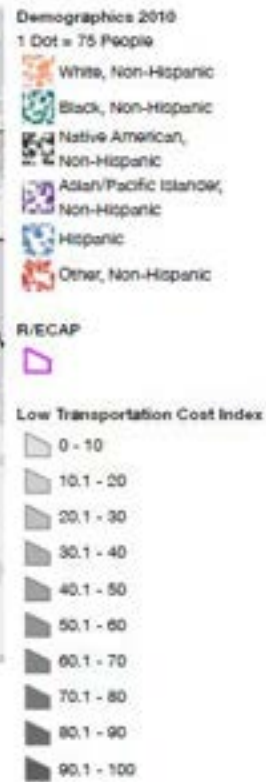 Demographics 2010
1 Dot = 75 People
White, Non-Hispanic
Black, Non-Hispanic
Native American,
Non-Hispanic
Asian/Pacific Islander,
Non-Hispanic
Hispanic
Other, Non-Hispanic
R/ECAP
Low Transportation Cost Index
0 - 10
10.1 - 20
20.1 - 30
30.1 - 40
40.1 - 50
50.1 - 60
60.1 - 70
70.1 - 80
80.1 - 90
90.1 - 100